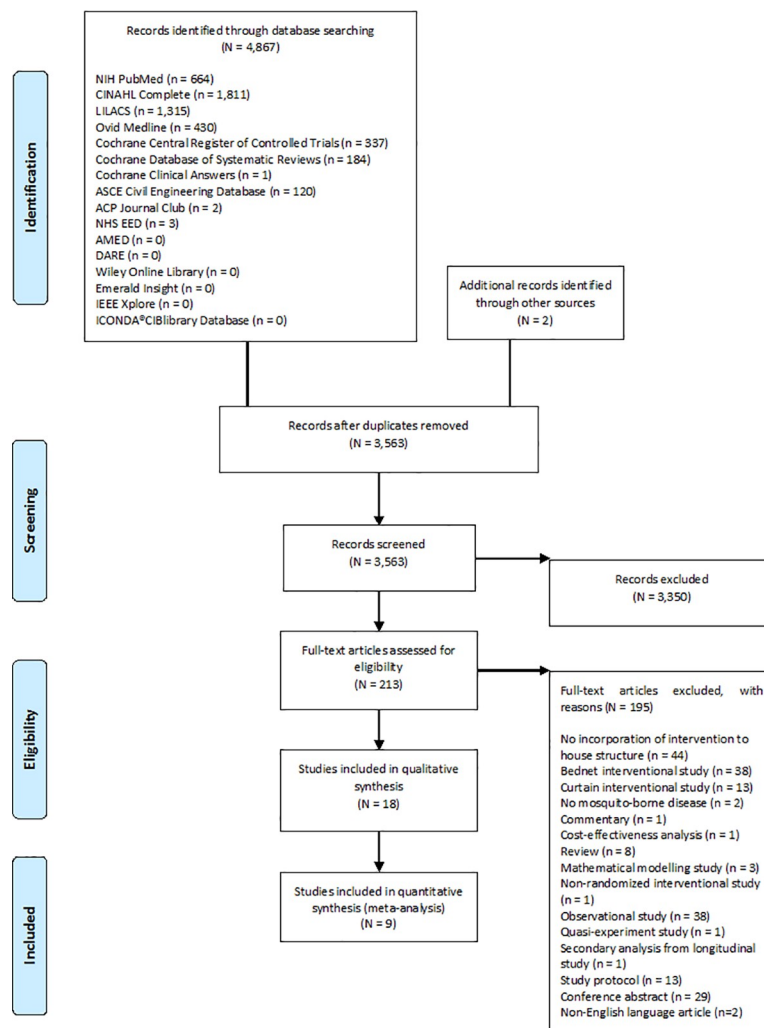 Identification
Records identified through database searching
(N = 4,867)
NIH PubMed (n = 664)
CINAHL Complete (n = 1,811)
LILACS (n = 1,315)
Ovid Medline (n = 430)
Cochrane Central Register of Controlled Trials (n = 337)
Cochrane Database of Systematic Reviews (n = 184)
Cochrane Clinical Answers (n = 1)
ASCE Civil Engineering Database (n = 120)
ACP Journal Club (n = 2)
NHS EED (n = 3)
AMED (n = 0)
DARE (n = 0)
Wiley Online Library (n = 0)
Emerald Insight (n = 0)
IEEE Xplore (n = 0)
ICONDA®CIBlibrary Database (n = 0)
Additional records identified
through other sources
(N = 2)
Screening
Records after duplicates removed
(N = 3,563)
Records screened
(N = 3,563)
Records excluded
(N = 3,350)
Eligibility
Full-text articles assessed for
eligibility
(N = 213)
Full-text articles excluded, with
reasons (N = 195)
No incorporation of intervention to
house structure (n = 44)
Bednet interventional study (n = 38)
Curtain interventional study (n = 13)
No mosquito-borne disease (n = 2)
Commentary (n = 1)
Cost-effectiveness analysis (n = 1)
Review (n = 8)
Mathematical modelling study (n = 3)
Non-randomized interventional study
(n = 1)
Observational study (n = 38)
Quasi-experiment study (n = 1)
Secondary analysis from longitudinal
study (n = 1)
Study protocol (n = 13)
Conference abstract (n = 29)
Non-English language article (n=2)
Studies included in qualitative
synthesis
(N = 18)
Included
Studies included in quantitative
synthesis (meta-analysis)
(N = 9)